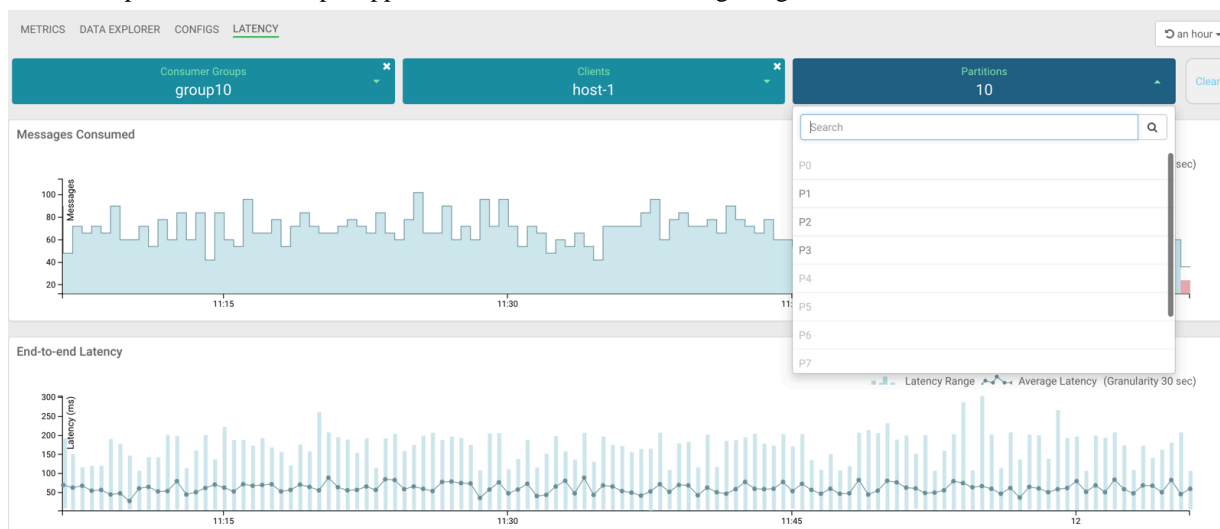 METRICS DATA EXPLORER CONFIGS LATENCY
an hour
Consumer Groups
group10
Clients
host-1
Partitions
10
Clear
Messages Consumed
Search
P0
P1
P2
P3
P4
P5
P6
P7
sec)
Messages
100
80
60
40
20
11:15
11:30
11:
End-to-end Latency
Latency Range Average Latency (Granularity 30 sec)
Latency (ms)
300
250
200
150
100
50
11:15
11:30
11:45
12